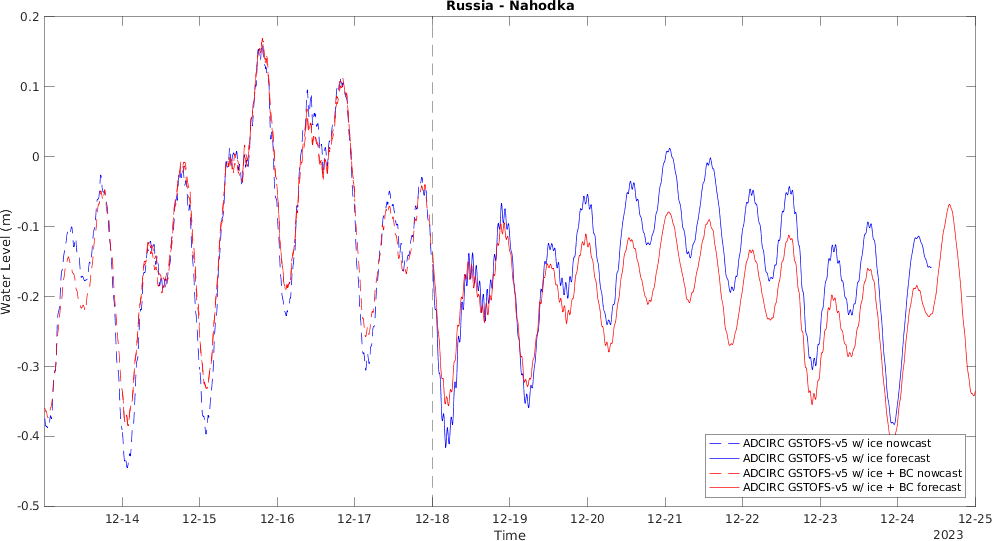 Russia - Nahodka
0.2
0.1
0
-0.1
-0.2
-0.3
-0.4
-0.5
Water Level (m)
ADCIRC GSTOFS-v5 w/ ice nowcast
ADCIRC GSTOFS-v5 w/ ice forecast
ADCIRC GSTOFS-v5 w/ ice + BC nowcast
ADCIRC GSTOFS-v5 w/ ice + BC forecast
12-14 12-15 12-16 12-17 12-18 12-19 12-20 12-21 12-22 12-23 12-24 12-25
Time
2023